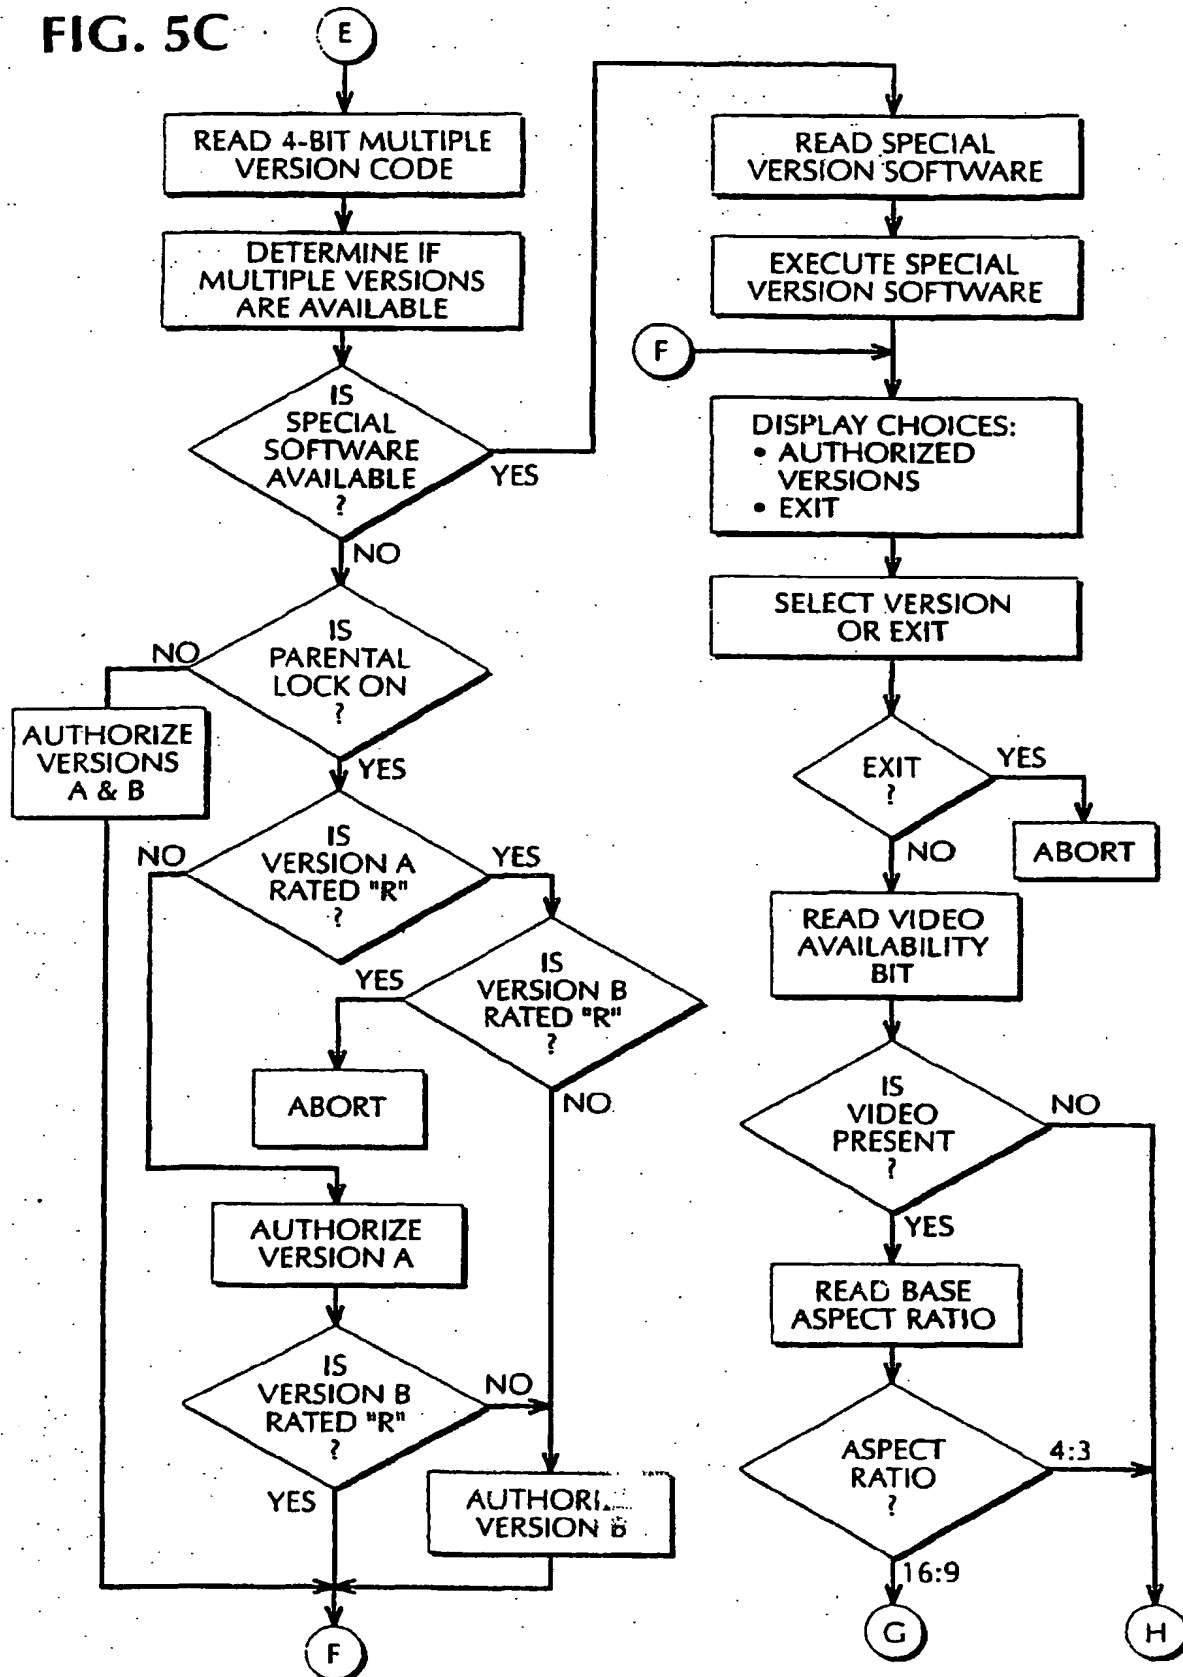 FIG. 5C
E
READ 4-BIT MULTIPLE
VERSION CODE
DETERMINE IF
MULTIPLE VERSIONS
ARE AVAILABLE
IS
SPECIAL
SOFTWARE
AVAILABLE
?
YES
NO
IS
PARENTAL
LOCK ON
?
NO
YES
AUTHORIZE
VERSIONS
A & B
IS
VERSION A
RATED "R"
?
NO
YES
IS
VERSION B
RATED "R"
?
YES
NO
ABORT
AUTHORIZE
VERSION A
IS
VERSION B
RATED "R"
?
NO
YES
VERSION B
F
READ SPECIAL
VERSION SOFTWARE
EXECUTE SPECIAL
VERSION SOFTWARE
F
DISPLAY CHOICES:
• AUTHORIZED
VERSIONS
• EXIT
SELECT VERSION
OR EXIT
EXIT
?
YES
NO
ABORT
READ VIDEO
AVAILABILITY
BIT
IS
VIDEO
PRESENT
?
NO
YES
READ BASE
ASPECT RATIO
ASPECT
RATIO
?
4:3
16:9
G
H